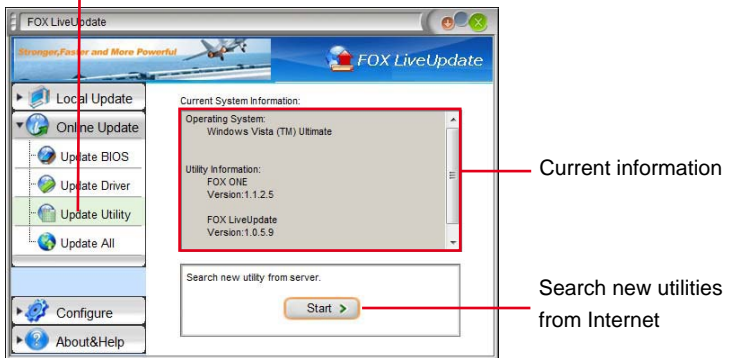 FOX LiveUpdate
Stronger,Faster and More Powerful
FOX LiveUpdate
Local Update
Online Update
Update BIOS
Update Driver
Update Utility
Update All
Configure
About&Help
Current System Information:
Operating System:
Windows Vista (TM) Ultimate
Utility Information:
FOX ONE
Version:1.1.2.5
FOX LiveUpdate
Version:1.0.5.9
Search new utility from server.
Start >
Current information
Search new utilities
from Internet